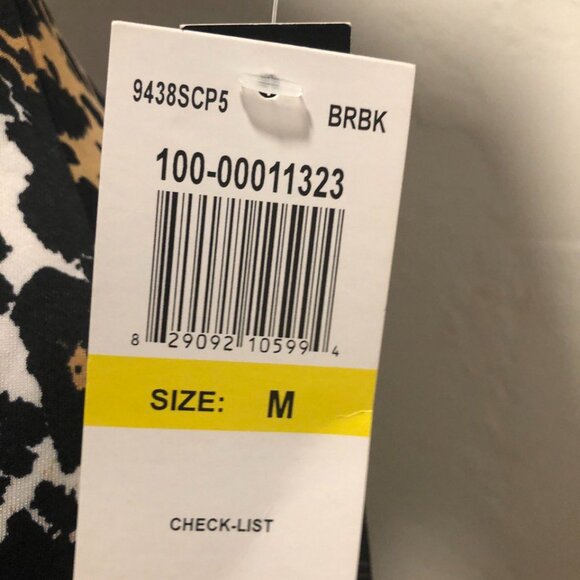 9438SCP5 BRBK
100-00011323
8 29092 10599 4
SIZE: M
CHECK-LIST